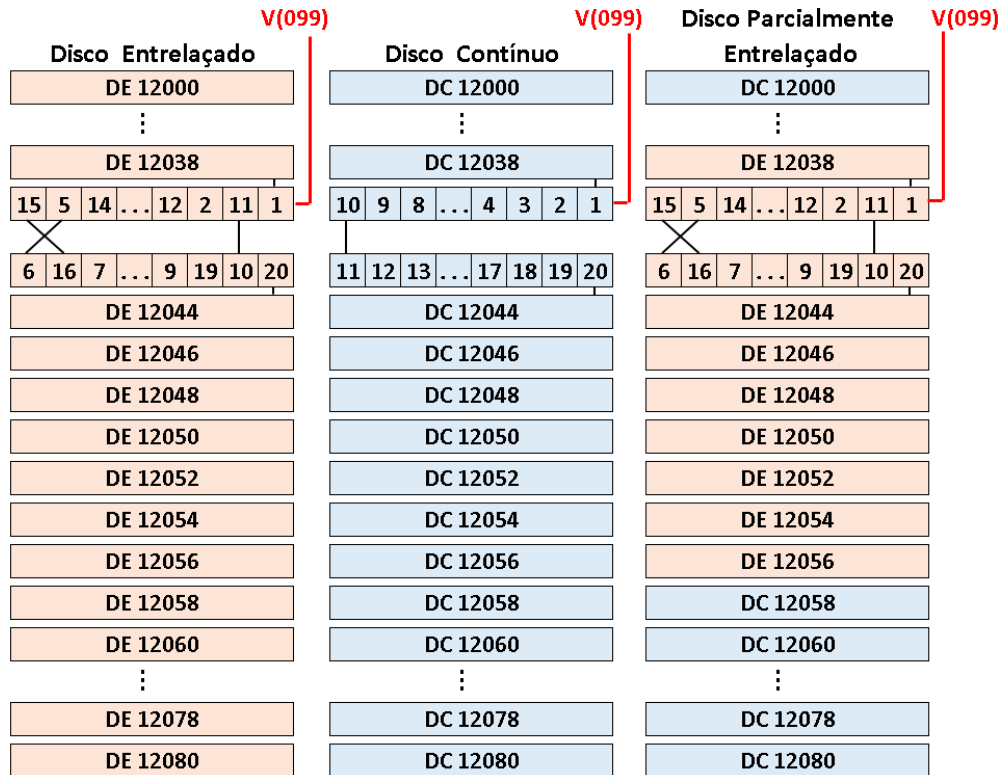 V(099) V(099) Disco Parcialmente V(099)
Disco Entrelaçado Disco Contínuo Entrelaçado
DE 12000 DC 12000 DC 12000
⋮ ⋮ ⋮
DE 12038 DC 12038 DE 12038
15 5 14 ... 12 2 11 1 10 9 8 ... 4 3 2 1 15 5 14 ... 12 2 11 1
6 16 7 ... 9 19 10 20 11 12 13 ... 17 18 19 20 6 16 7 ... 9 19 10 20
DE 12044 DC 12044 DE 12044
DE 12046 DC 12046 DE 12046
DE 12048 DC 12048 DE 12048
DE 12050 DC 12050 DE 12050
DE 12052 DC 12052 DE 12052
DE 12054 DC 12054 DE 12054
DE 12056 DC 12056 DE 12056
DE 12058 DC 12058 DC 12058
DE 12060 DC 12060 DC 12060
⋮ ⋮ ⋮
DE 12078 DC 12078 DC 12078
DE 12080 DC 12080 DC 12080